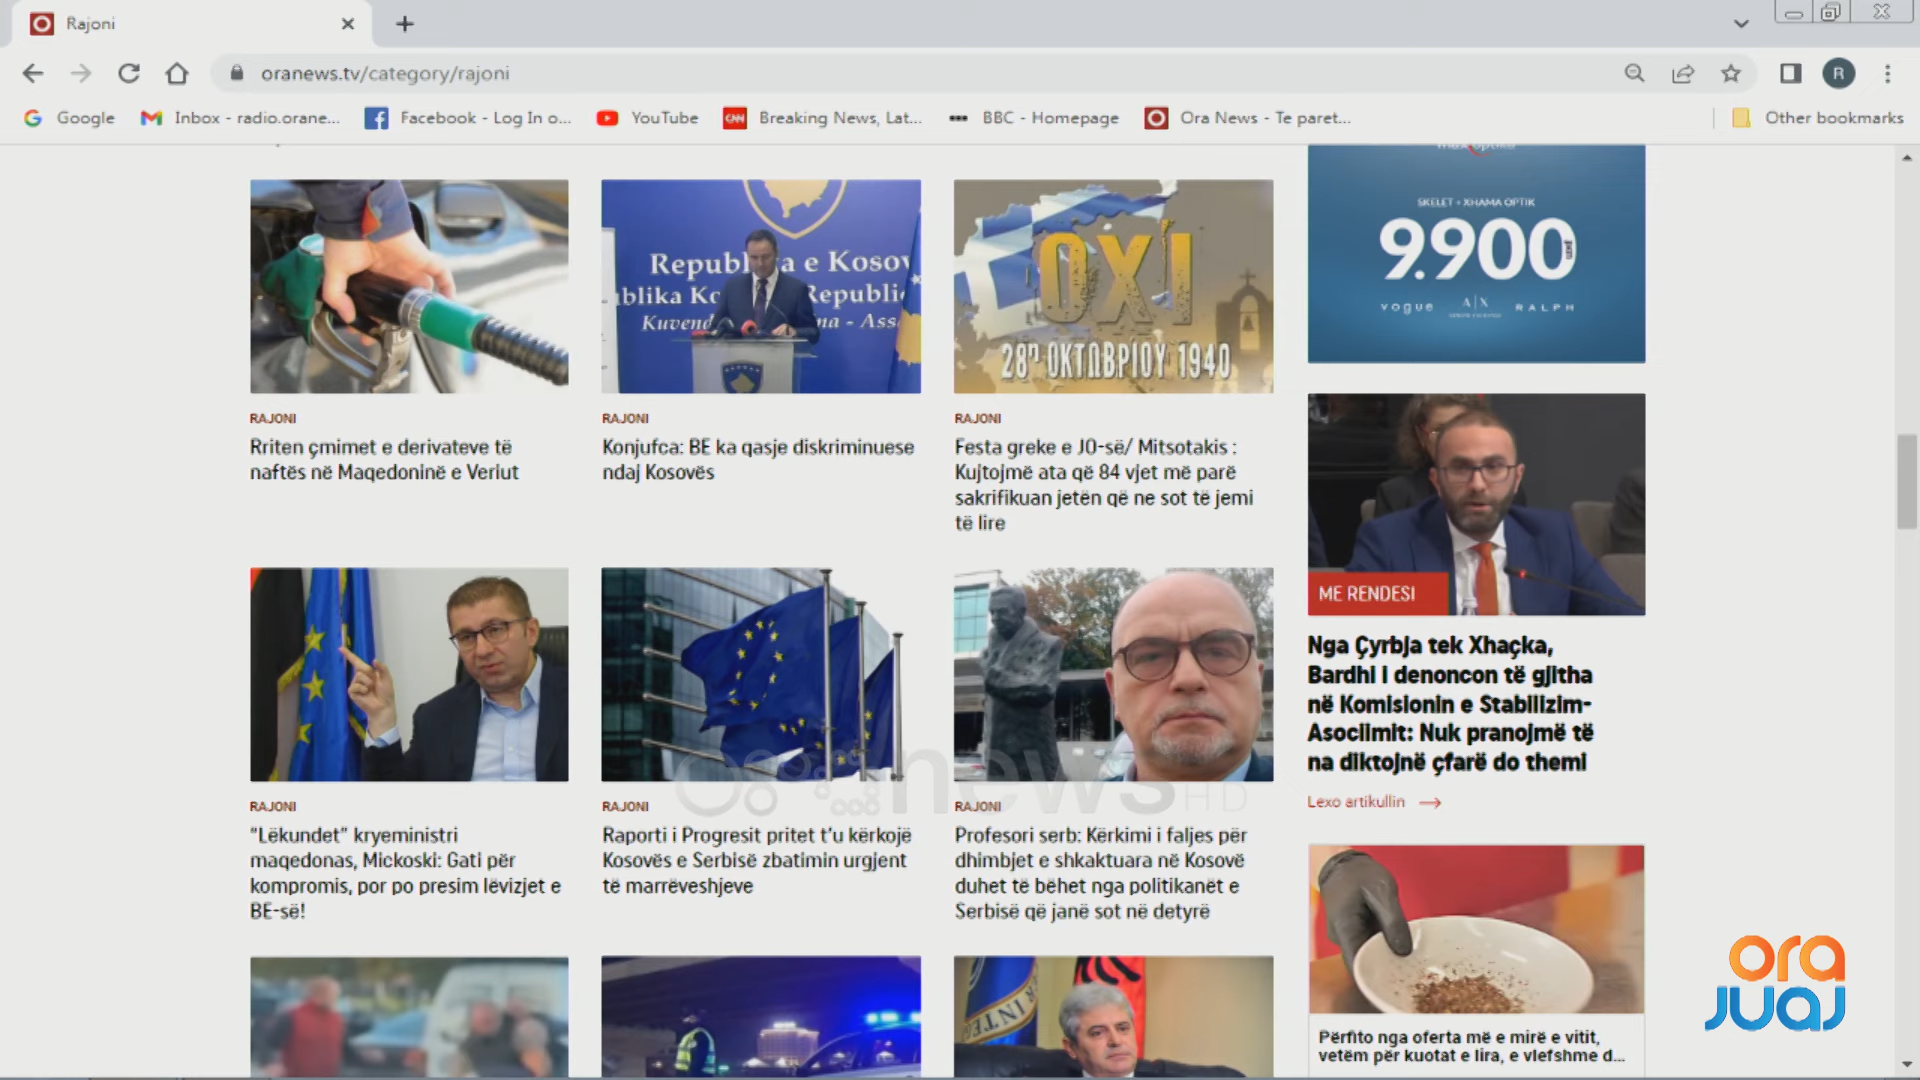 Rajoni
oranews.tv/category/rajoni
R
Google
Inbox - radio.orane...
Facebook - Log In o...
YouTube
CNN
Breaking News, Lat...
BBC - Homepage
Ora News - Te paret...
Other bookmarks
Republika e Kosov
blika Ko Republic
Kuvend na - Ass
OXI
28η ΟΚΤΩΒΡΙΟΥ 1940
SKELET + XHAMA OPTIK
9.900
VOGUE A|X RALPH
RAJONI
Rriten çmimet e derivateve të
naftës në Maqedoninë e Veriut
RAJONI
Konjufca: BE ka qasje diskriminuese
ndaj Kosovës
RAJONI
Festa greke e JO-së/ Mitsotakis :
Kujtojmë ata që 84 vjet më parë
sakrifikuan jetën që ne sot të jemi
të lire
ME RENDESI
Nga Çyrbja tek Xhaçka,
Bardhi i denoncon të gjitha
në Komisionin e Stabilizim-
Asociimit: Nuk pranojmë të
na diktojnë çfarë do themi
Lexo artikullin
RAJONI
“Lëkundet” kryeministri
maqedonas, Mickoski: Gati për
kompromis, por po presim lëvizjet e
BE-së!
RAJONI
Raporti i Progresit pritet t’u kërkojë
Kosovës e Serbisë zbatimin urgjent
të marrëveshjeve
RAJONI
Profesori serb: Kërkimi i faljes për
dhimbjet e shkaktuara në Kosovë
duhet të bëhet nga politikanët e
Serbisë që janë sot në detyrë
oranews HD
Përfito nga oferta më e mirë e vitit,
vetëm për kuotat e lira, e vlefshme d...
ora
JUAJ